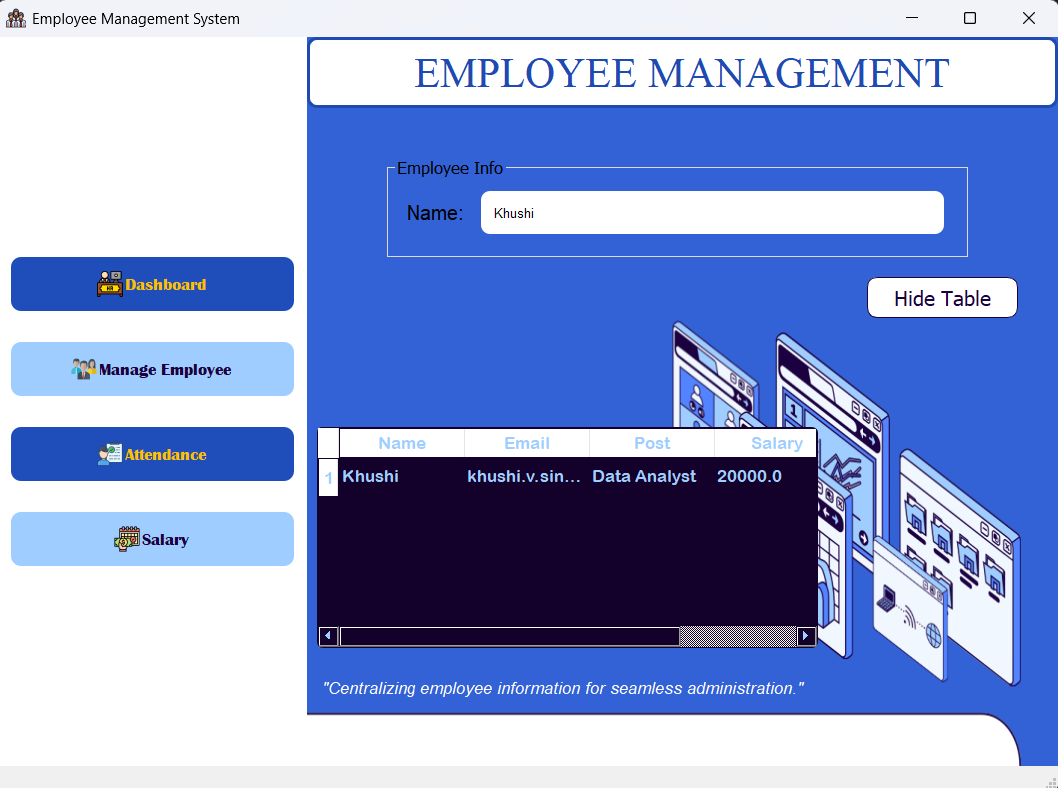 Employee Management System
EMPLOYEE MANAGEMENT
Employee Info
Name: Khushi
Hide Table
Dashboard
Manage Employee
Attendance
Salary
1
Name Email Post Salary
1 Khushi khushi.v.sin... Data Analyst 20000.0
"Centralizing employee information for seamless administration."